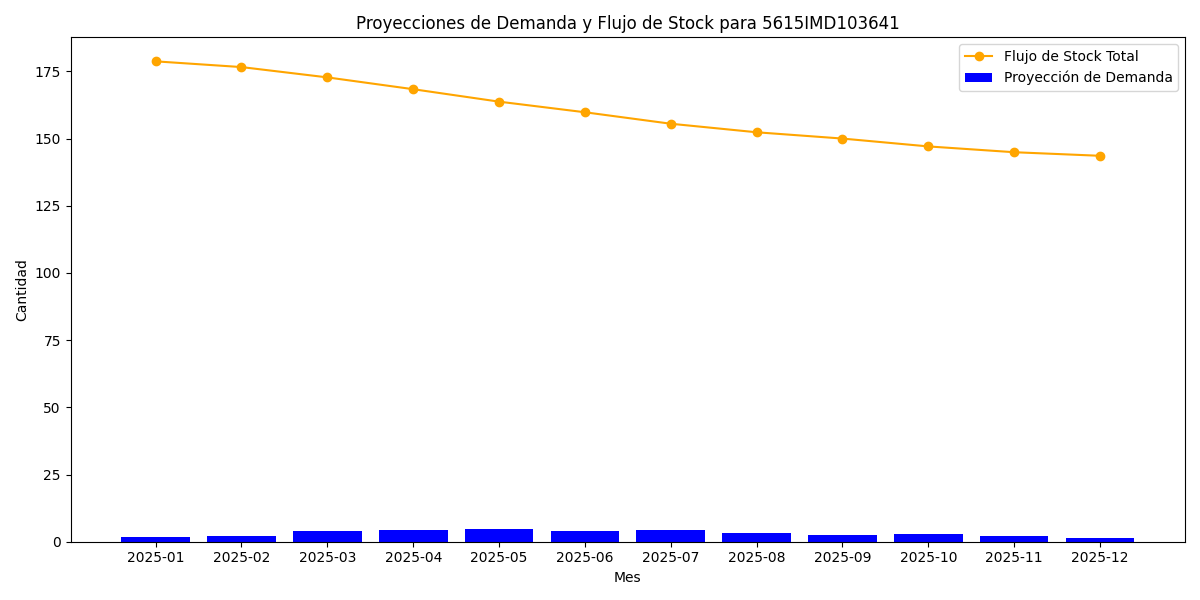 Proyecciones de Demanda y Flujo de Stock para 5615IMD103641
Flujo de Stock Total
Proyección de Demanda
175
150
125
100
75
50
25
0
Cantidad
2025-01 2025-02 2025-03 2025-04 2025-05 2025-06 2025-07 2025-08 2025-09 2025-10 2025-11 2025-12
Mes